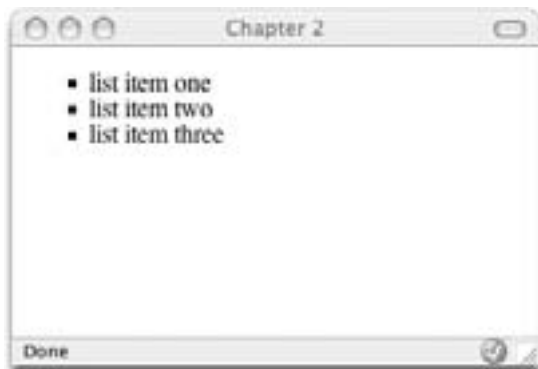 Chapter 2
list item one
list item two
list item three
Done